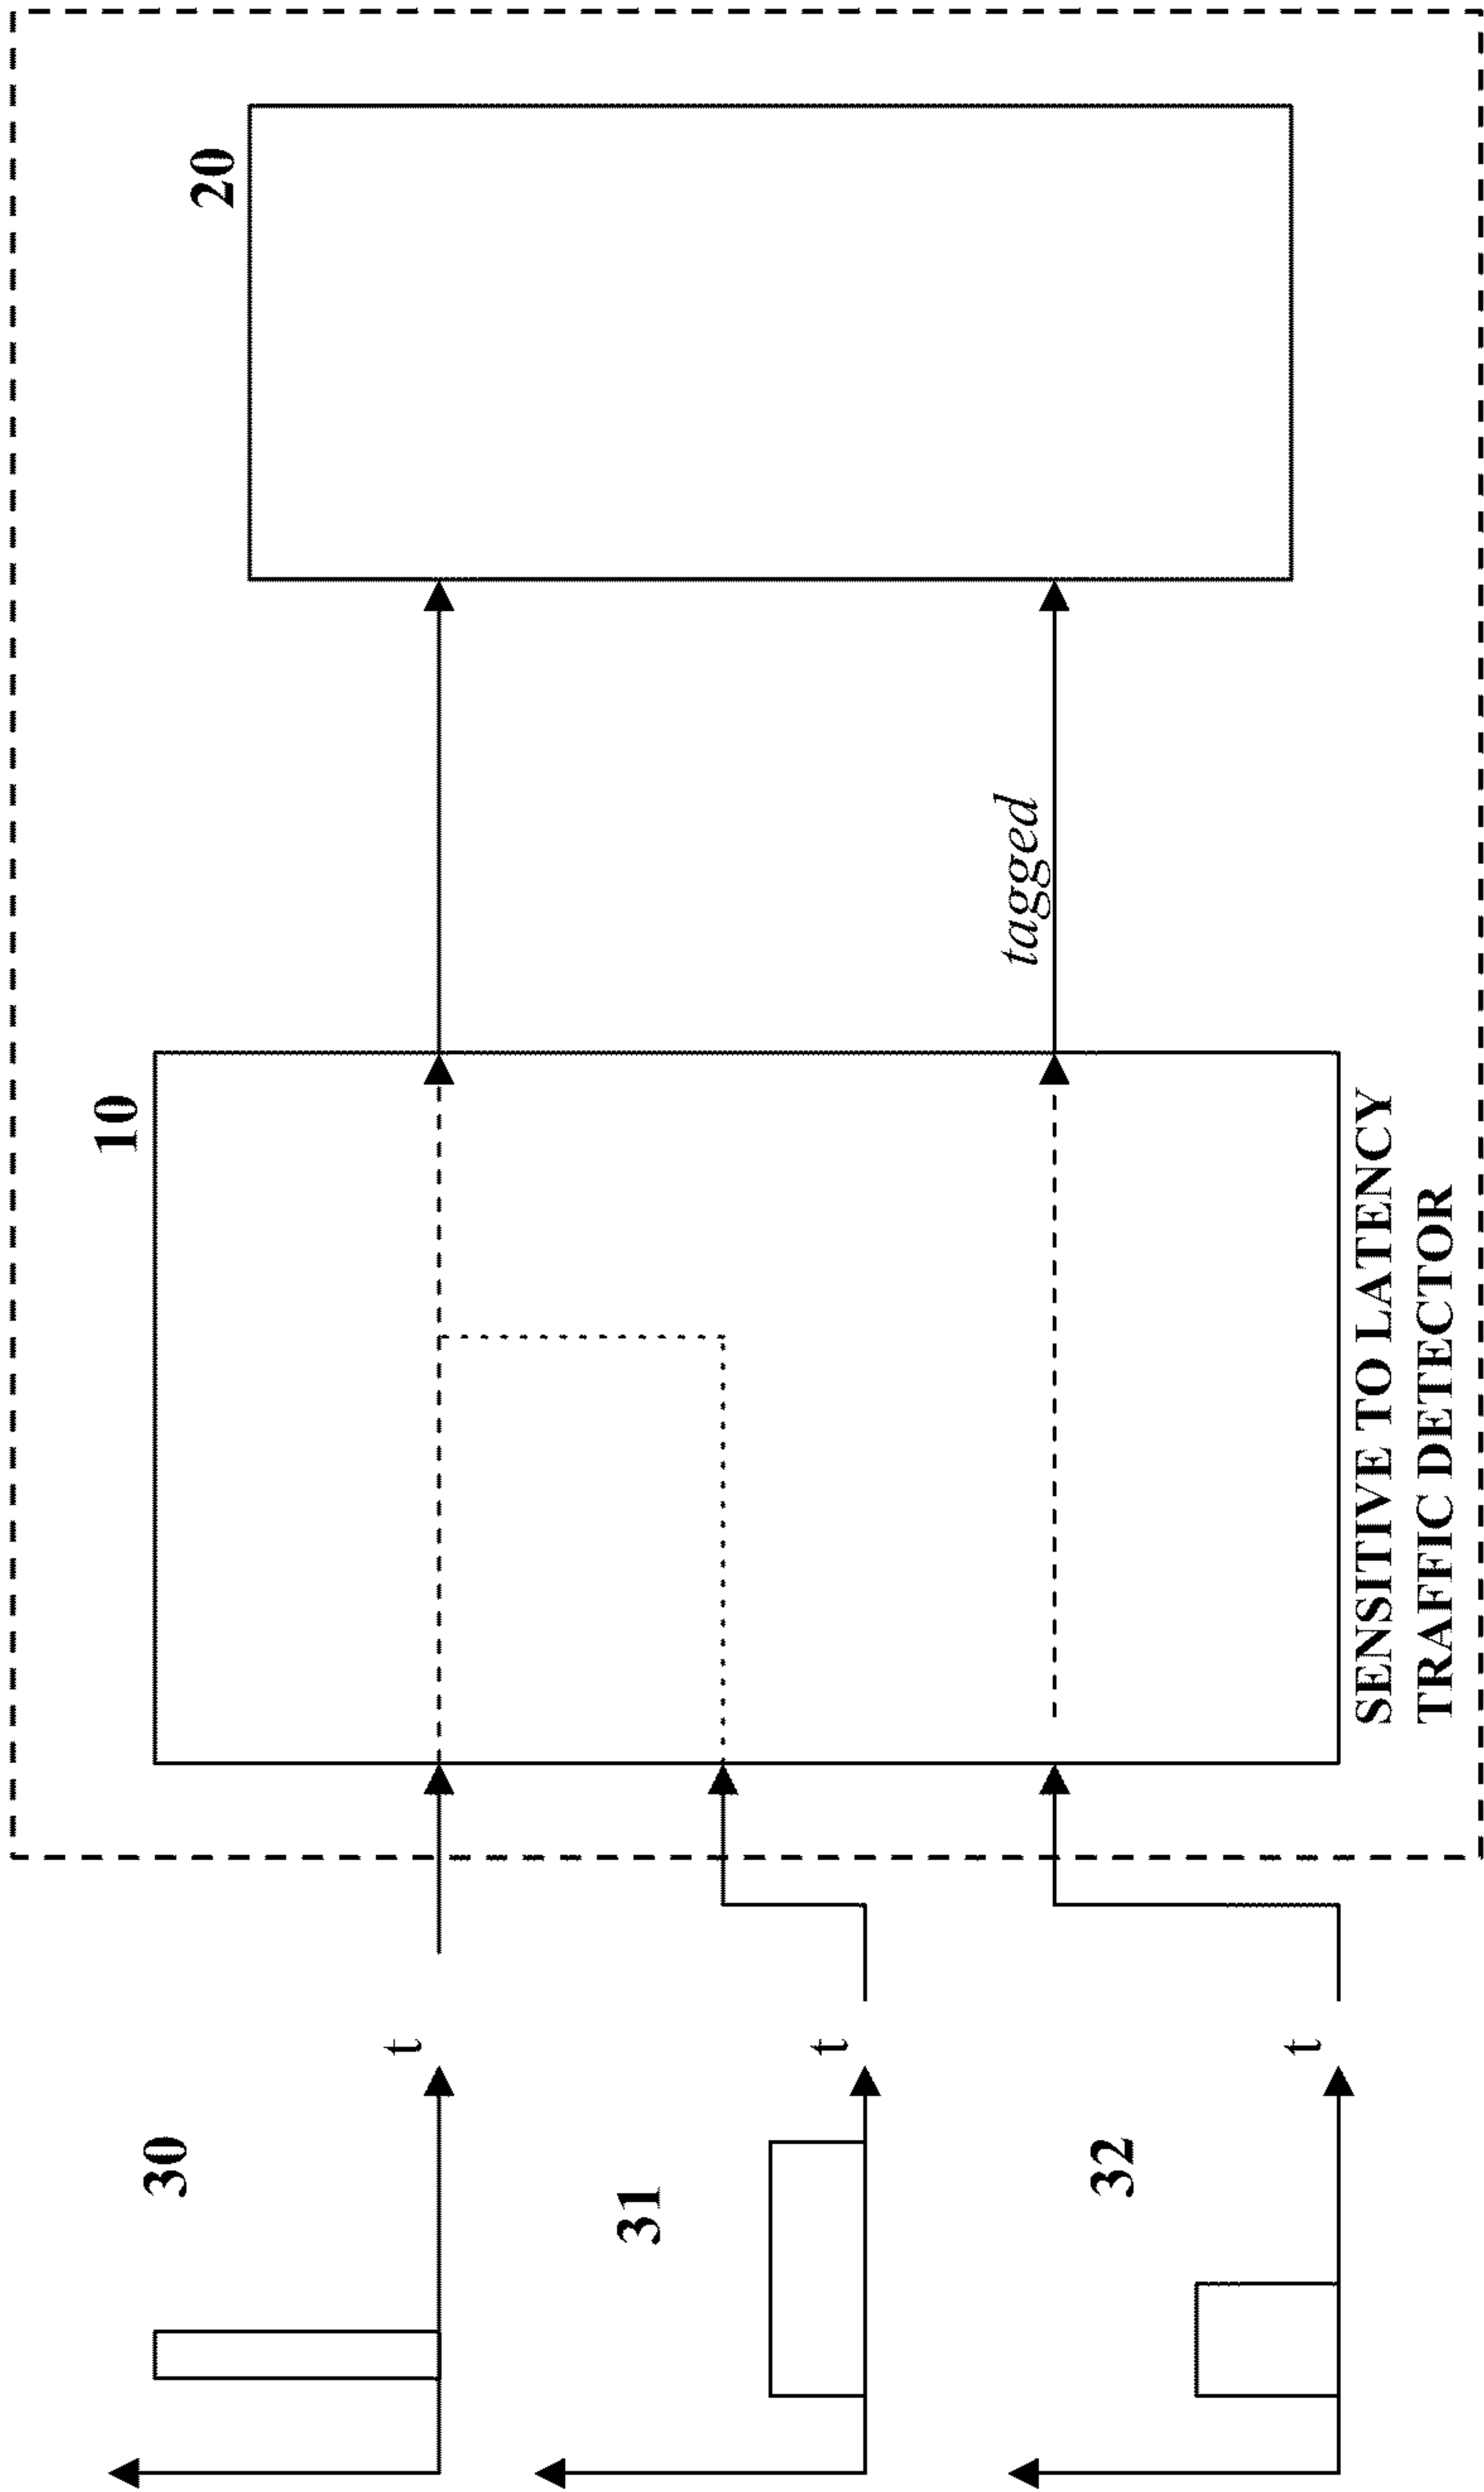 30
t
31
t
32
t
10
SENSITIVE TO LATENCY
TRAFFIC DETECTOR
tagged
20